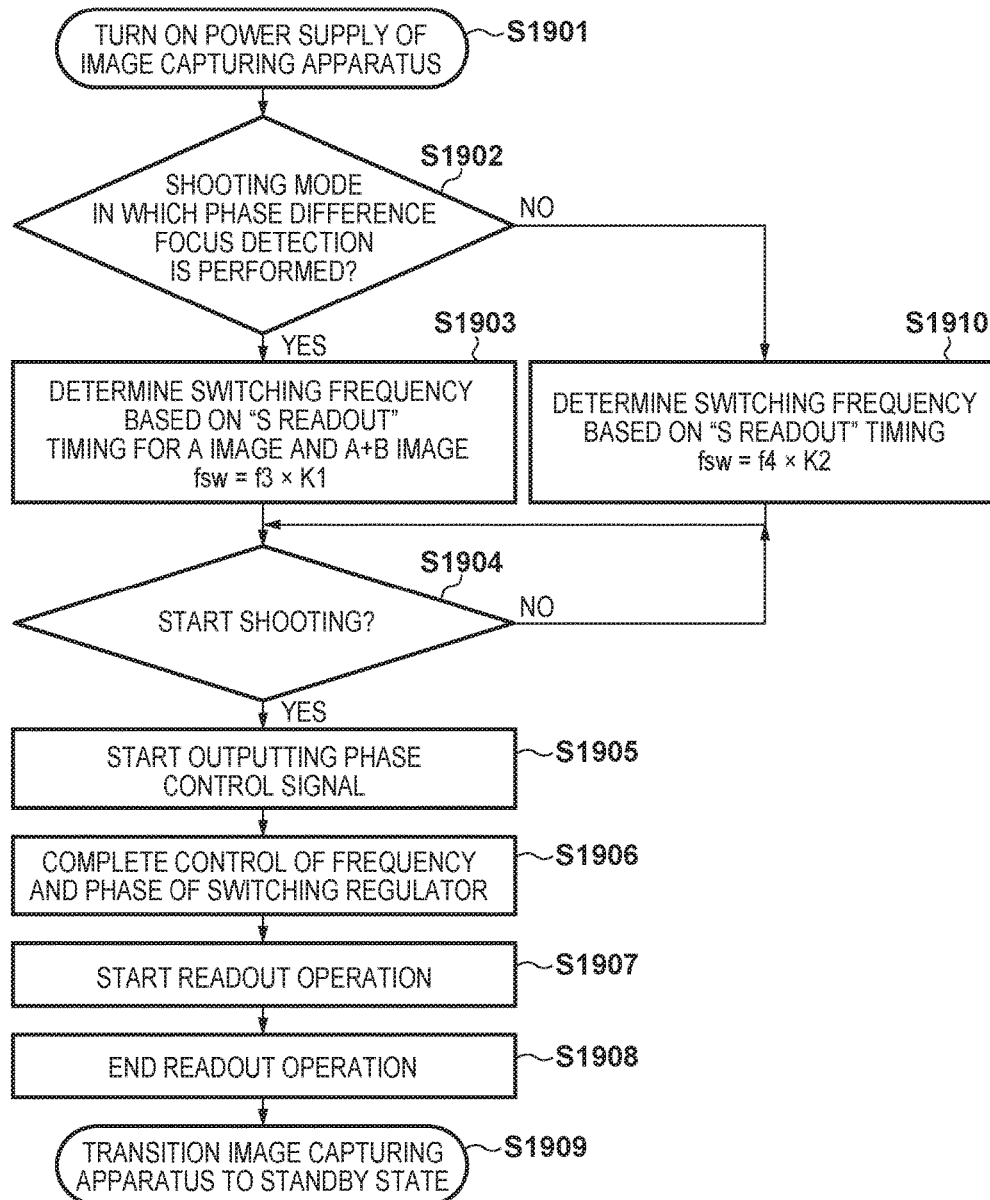 TURN ON POWER SUPPLY OF
IMAGE CAPTURING APPARATUS
S1901
S1902
SHOOTING MODE
IN WHICH PHASE DIFFERENCE
FOCUS DETECTION
IS PERFORMED?
NO
YES
S1903
DETERMINE SWITCHING FREQUENCY
BASED ON "S READOUT"
TIMING FOR A IMAGE AND A+B IMAGE
fsw = f3 × K1
S1910
DETERMINE SWITCHING FREQUENCY
BASED ON "S READOUT" TIMING
fsw = f4 × K2
S1904
START SHOOTING?
NO
YES
START OUTPUTTING PHASE
CONTROL SIGNAL
S1905
COMPLETE CONTROL OF FREQUENCY
AND PHASE OF SWITCHING REGULATOR
S1906
START READOUT OPERATION
S1907
END READOUT OPERATION
S1908
TRANSITION IMAGE CAPTURING
APPARATUS TO STANDBY STATE
S1909